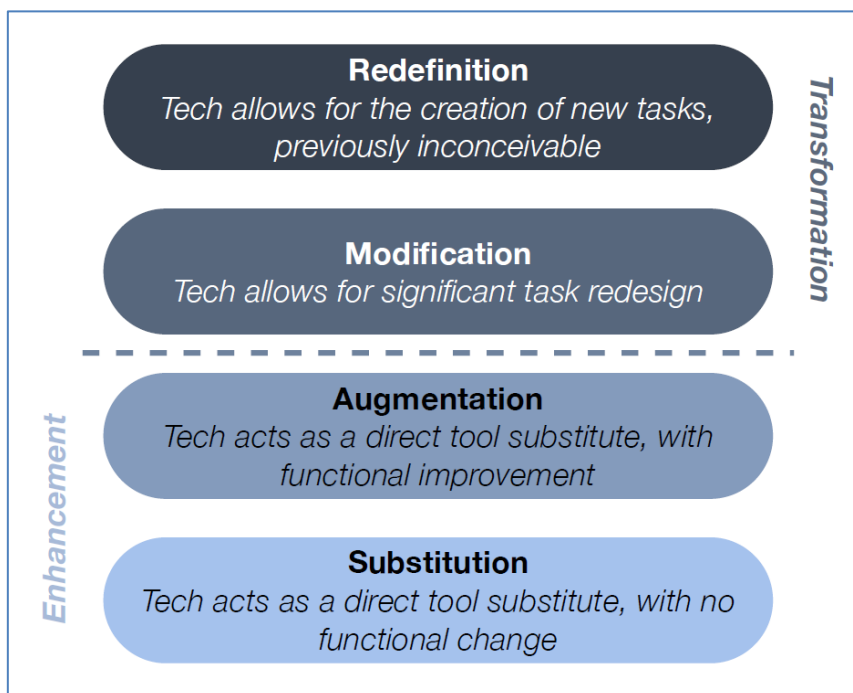 Redefinition
Tech allows for the creation of new tasks,
previously inconceivable
Transformation
Modification
Tech allows for significant task redesign
Augmentation
Tech acts as a direct tool substitute, with
functional improvement
Enhancement
Substitution
Tech acts as a direct tool substitute, with no
functional change